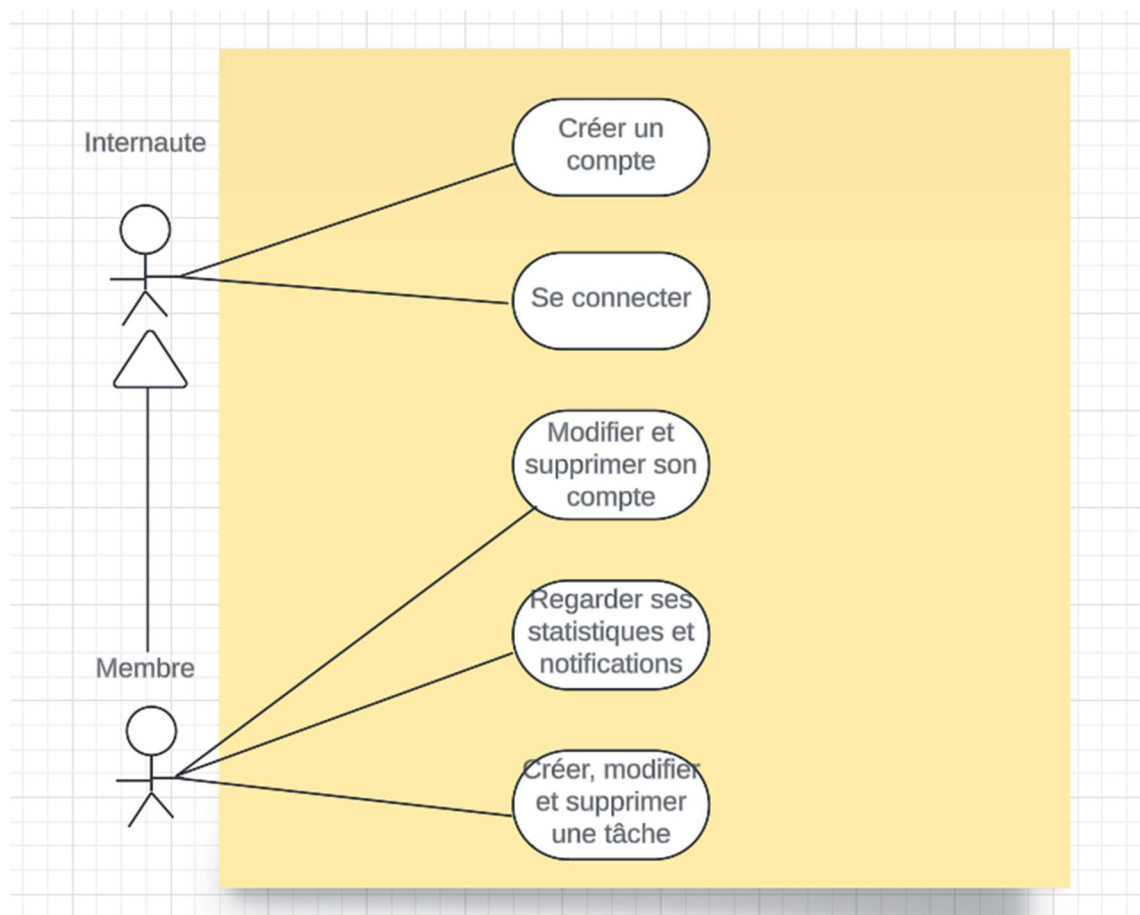 Internaute
Créer un
compte
Se connecter
Modifier et
supprimer son
compte
Regarder ses
statistiques et
notifications
Membre
Créer, modifier
et supprimer
une tâche